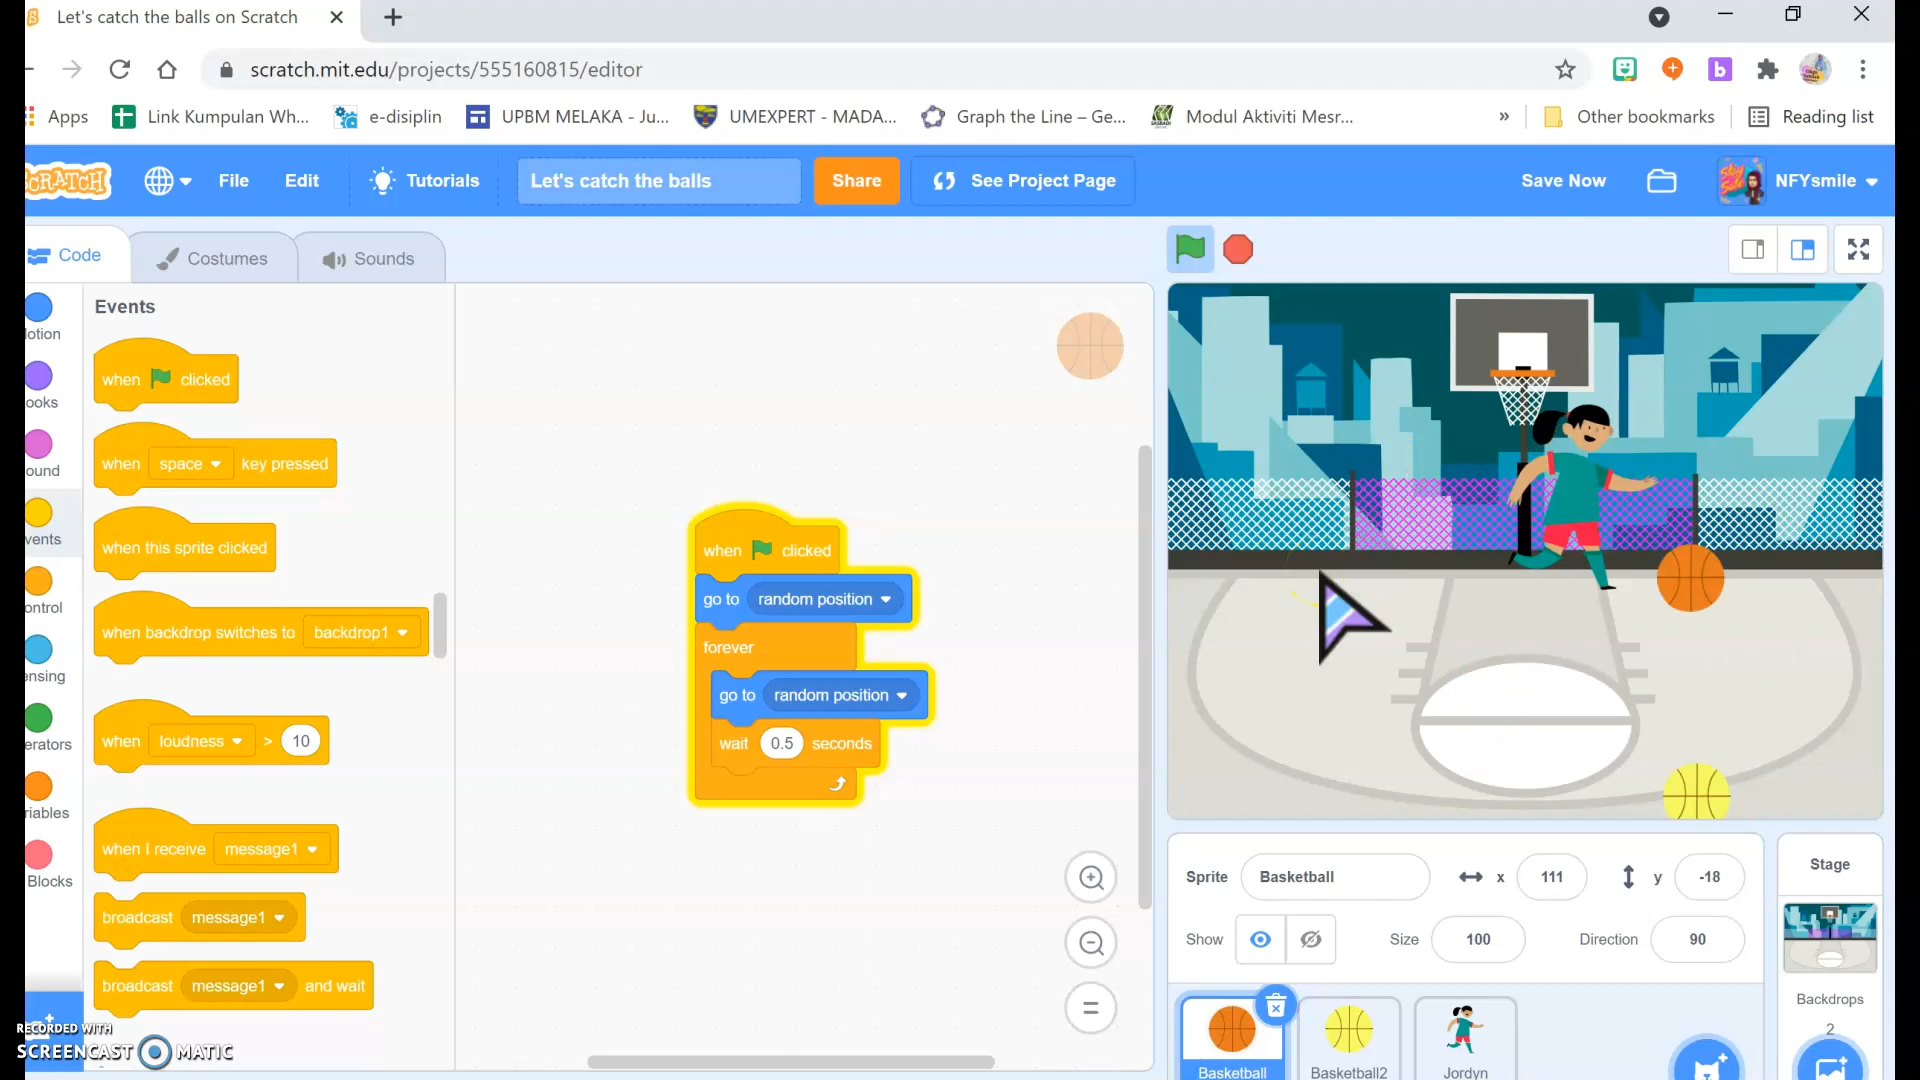 Let's catch the balls on Scratch
scratch.mit.edu/projects/555160815/editor
Apps
Link Kumpulan Wh...
e-disiplin
UPBM MELAKA - Ju...
UMEXPERT - MADA...
Graph the Line – Ge...
Modul Aktiviti Mesr...
»
Other bookmarks
Reading list
SCRATCH
File
Edit
Tutorials
Let's catch the balls
Share
See Project Page
Save Now
NFYsmile
Code
Costumes
Sounds
otion
ooks
ound
vents
ontrol
ensing
erators
riables
Blocks
Events
when clicked
when space key pressed
when this sprite clicked
when backdrop switches to backdrop1
when loudness > 10
when I receive message1
broadcast message1
broadcast message1 and wait
when clicked
go to random position
forever
go to random position
wait 0.5 seconds
Sprite Basketball x 111 y -18
Show Size 100 Direction 90
Basketball
Basketball2
Jordyn
Stage
Backdrops
2
RECORDED WITH
SCREENCAST MATIC